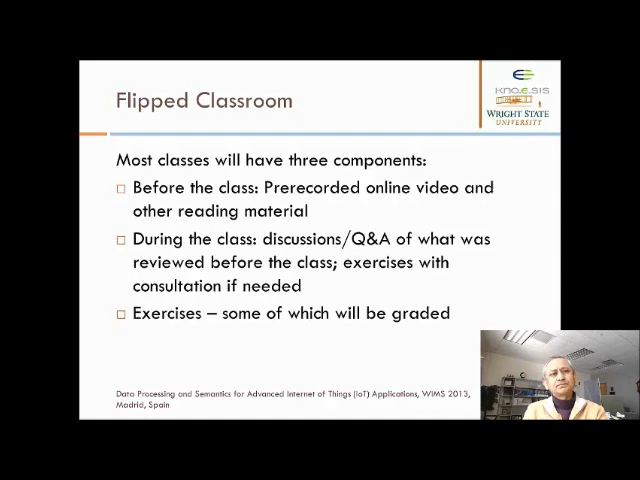 Flipped Classroom
KNO.E.SIS
WRIGHT STATE
UNIVERSITY
Most classes will have three components:
Before the class: Prerecorded online video and
other reading material
During the class: discussions/Q&A of what was
reviewed before the class; exercises with
consultation if needed
Exercises – some of which will be graded
Data Processing and Semantics for Advanced Internet of Things (IoT) Applications, WIMS 2013,
Madrid, Spain